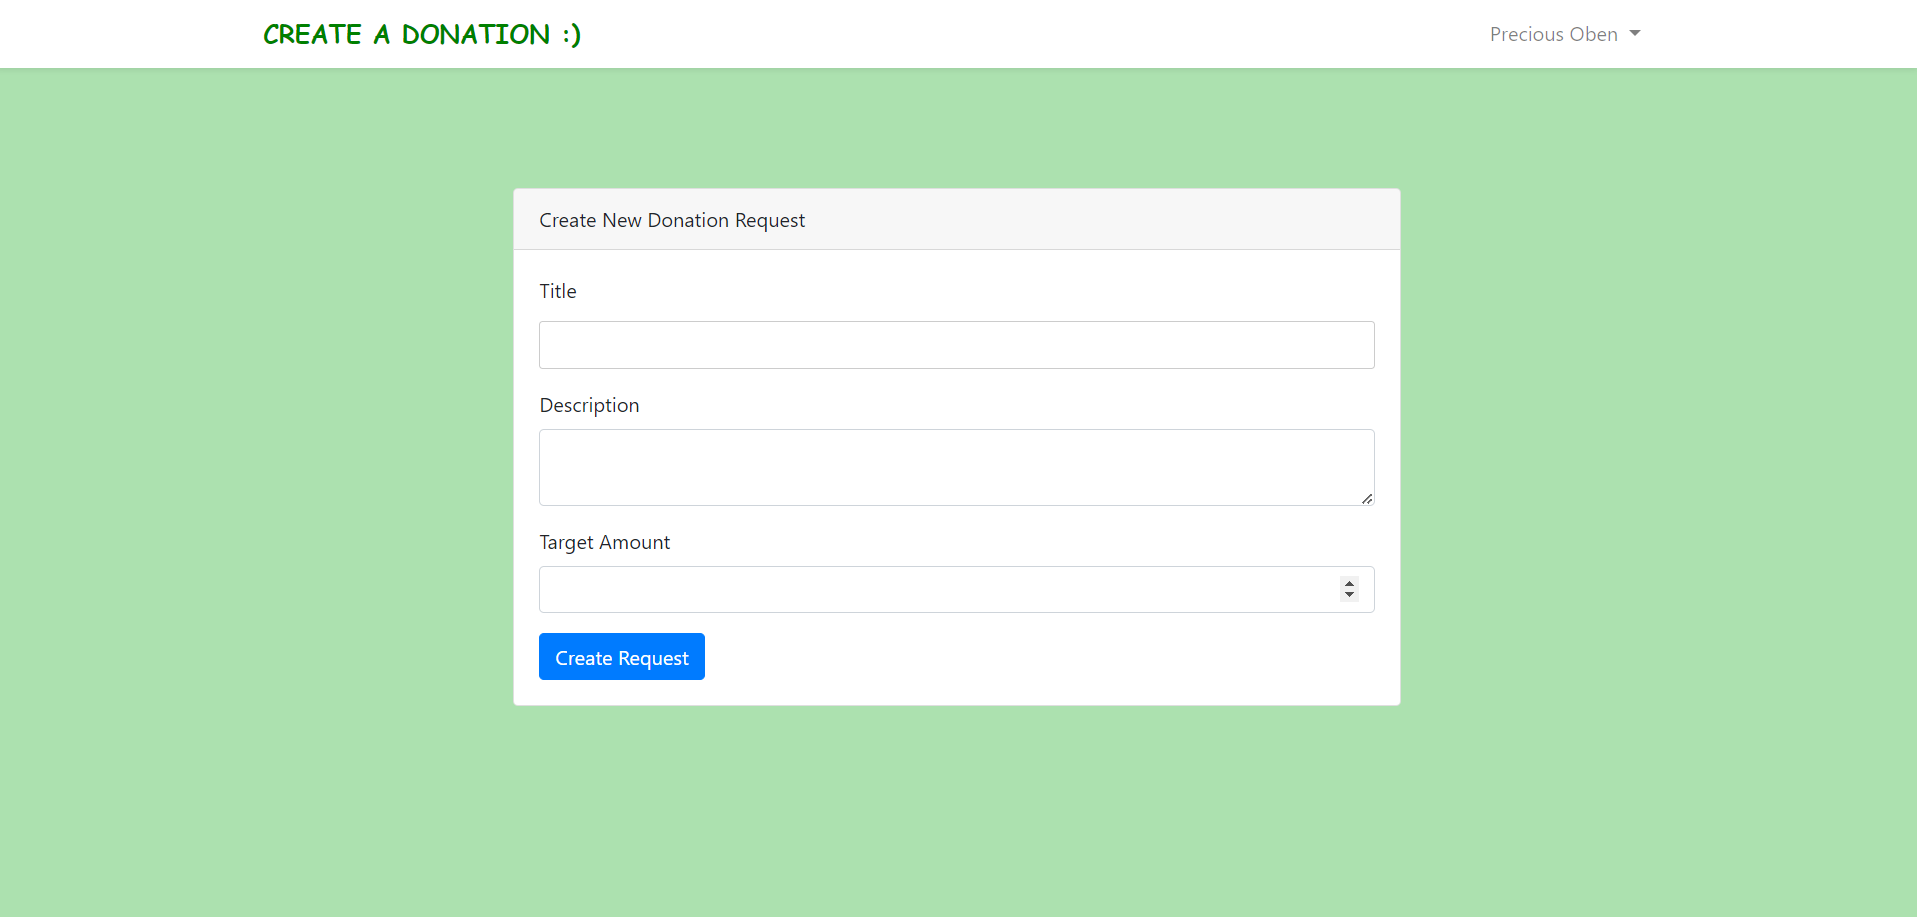 CREATE A DONATION :)
Precious Oben
Create New Donation Request
Title
Description
Target Amount
Create Request